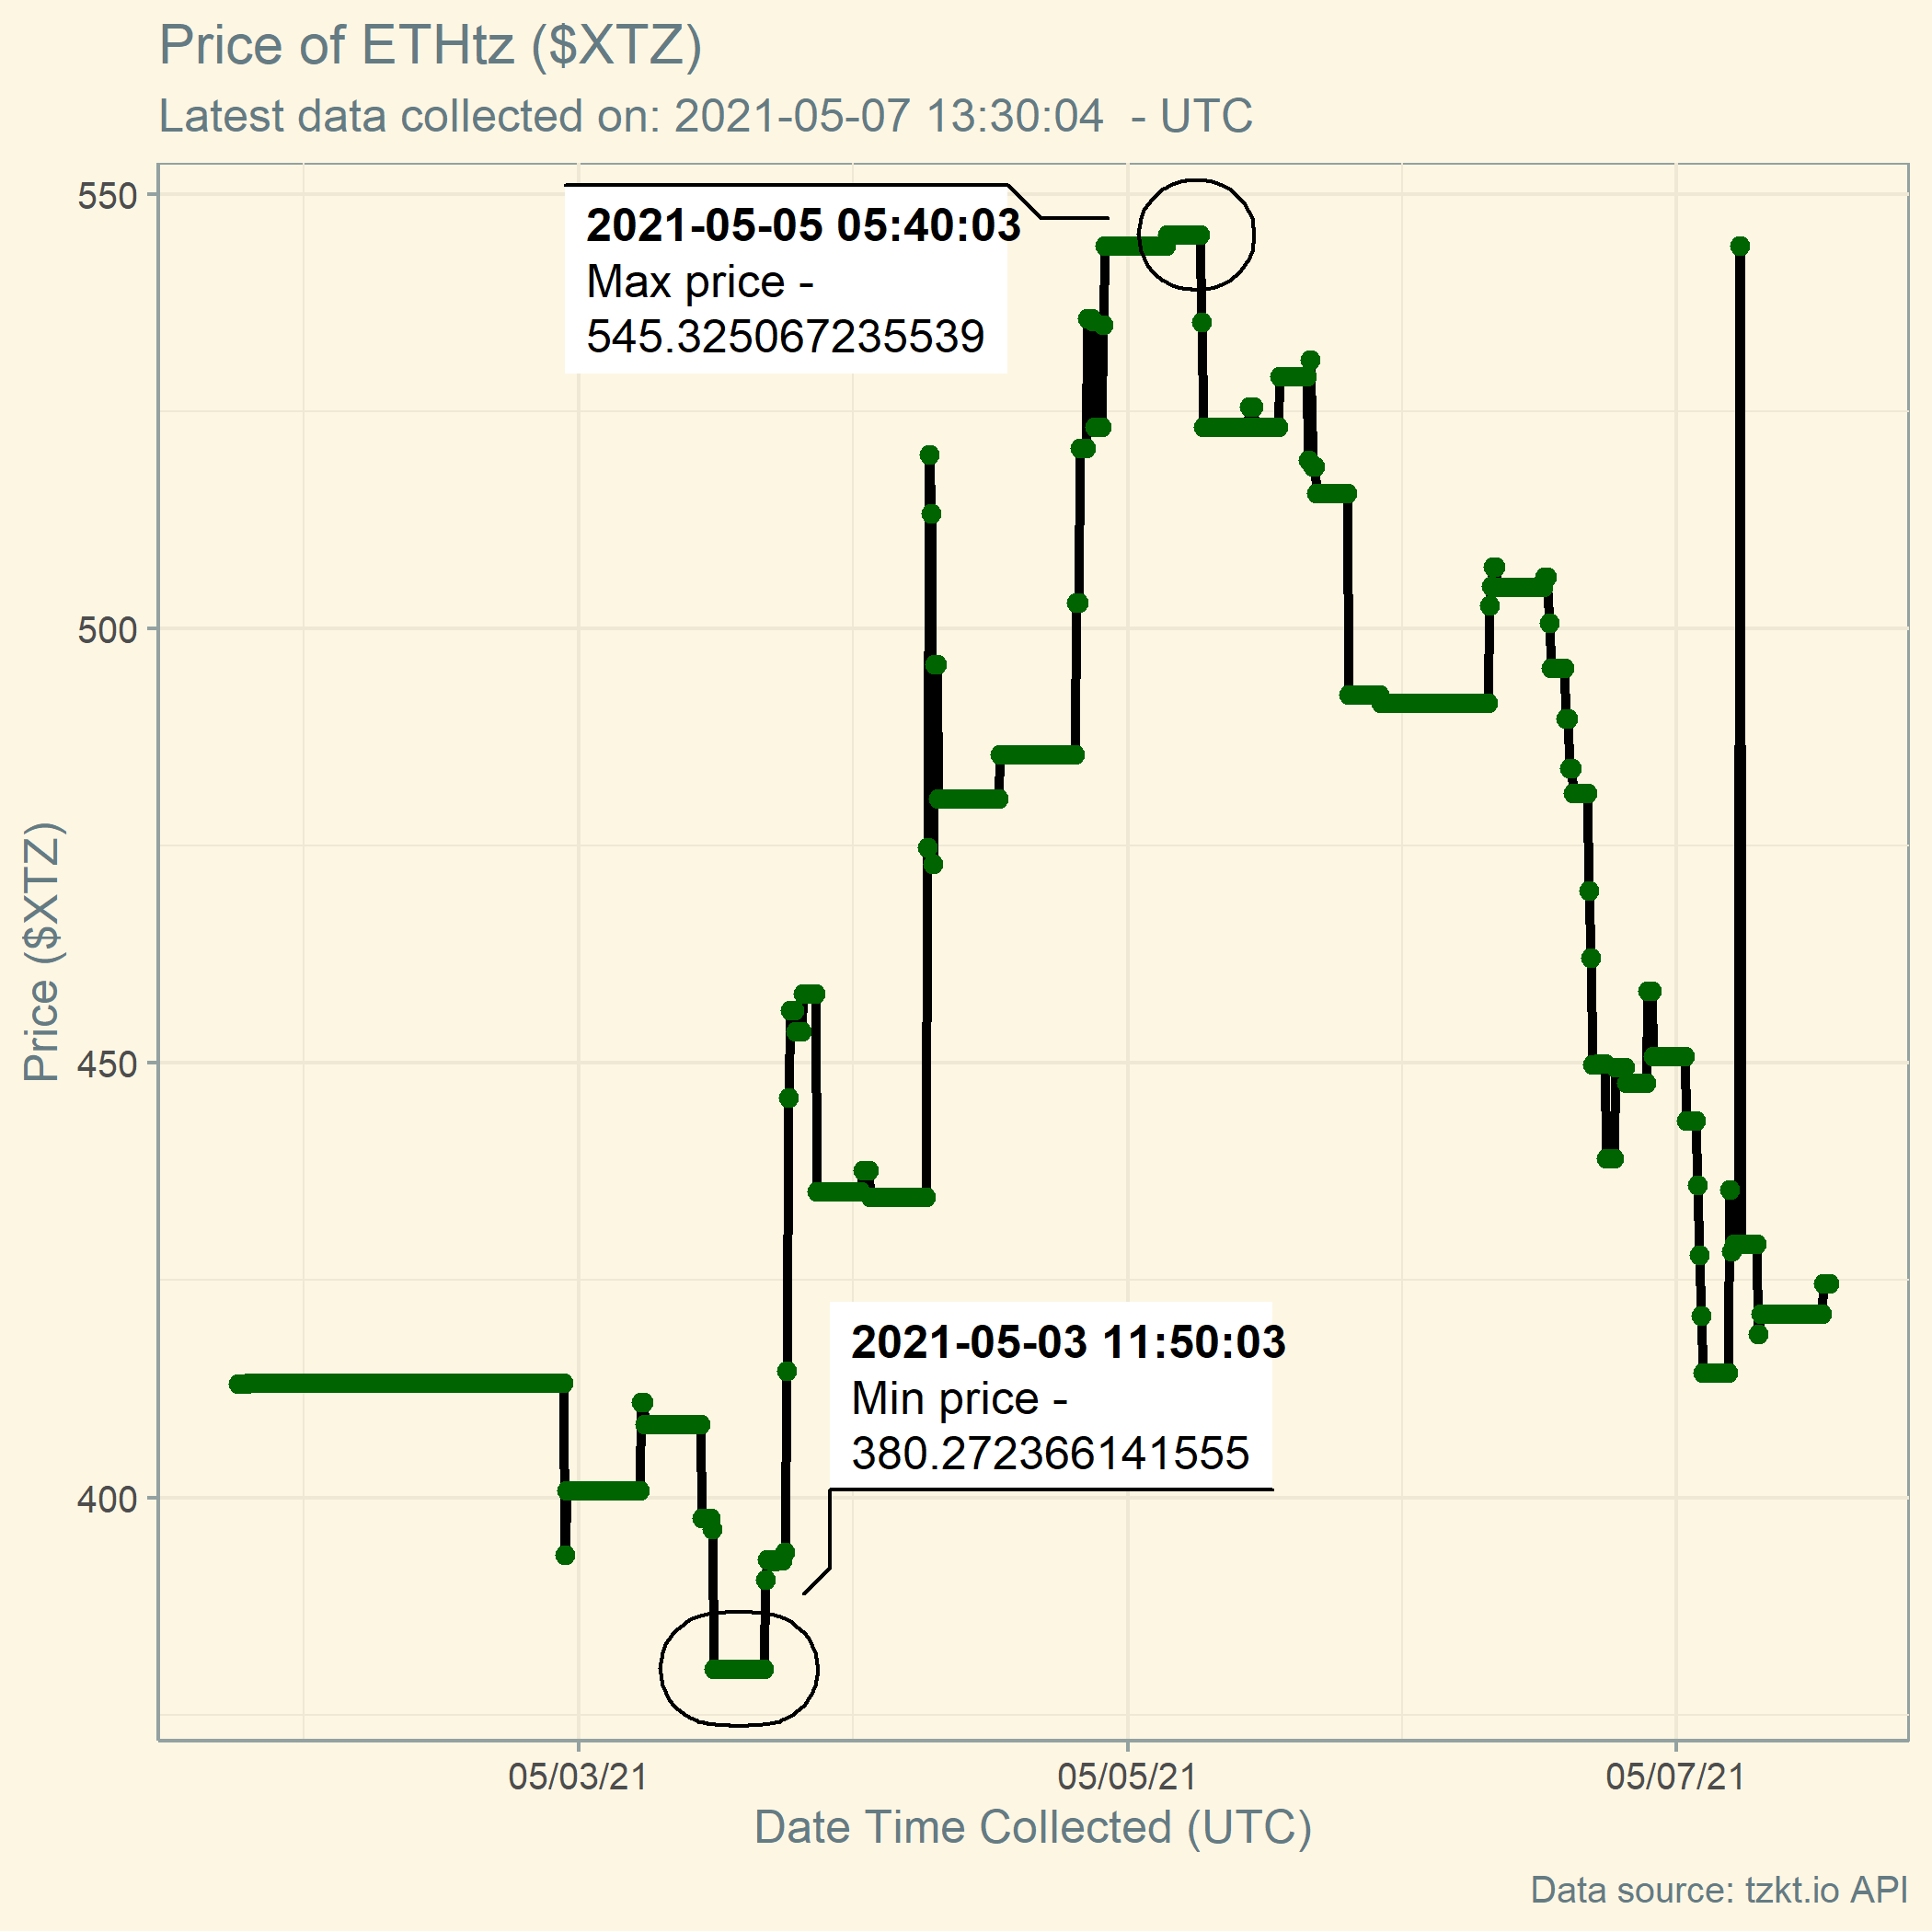 Price of ETHtz ($XTZ)
Latest data collected on: 2021-05-07 13:30:04  - UTC
550
500
450
400
Price ($XTZ)
2021-05-05 05:40:03
Max price -
545.325067235539
2021-05-03 11:50:03
Min price -
380.272366141555
05/03/21
05/05/21
05/07/21
Date Time Collected (UTC)
Data source: tzkt.io API